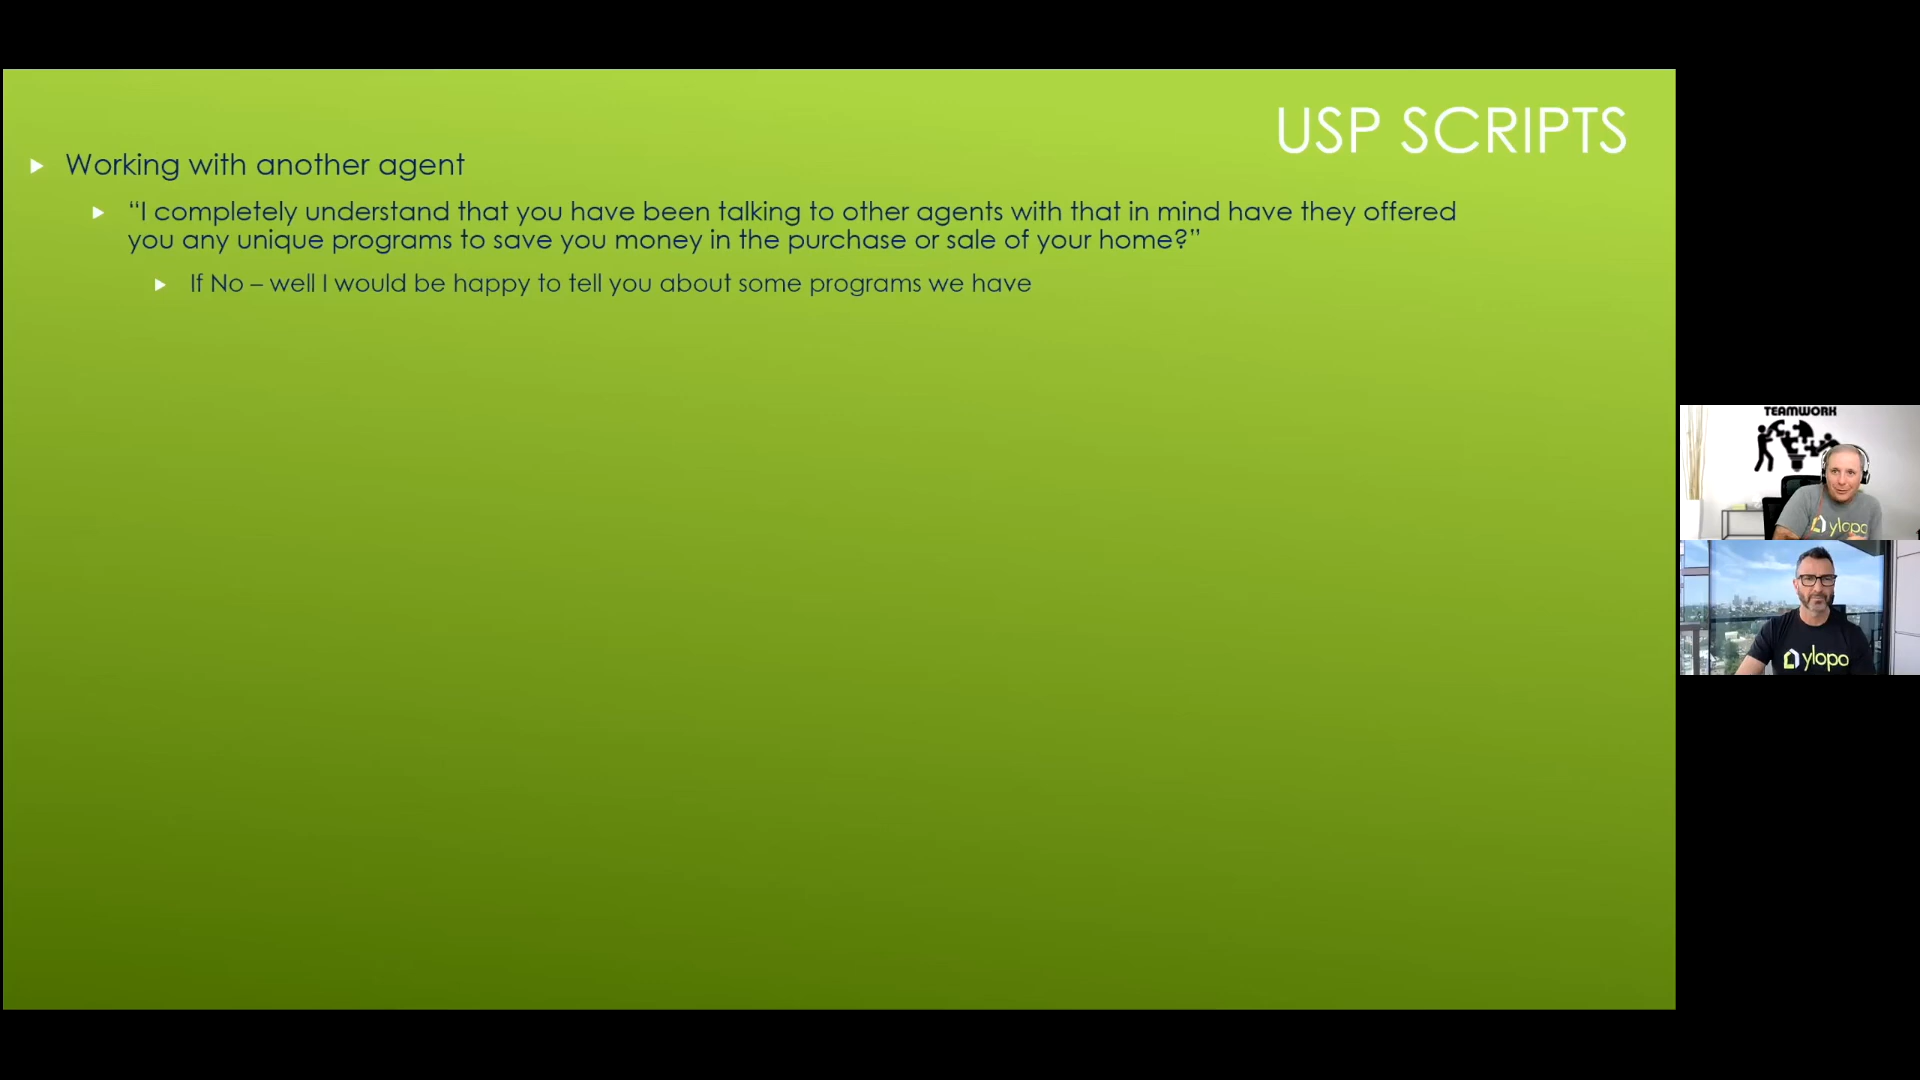 USP SCRIPTS
Working with another agent
“I completely understand that you have been talking to other agents with that in mind have they offered
you any unique programs to save you money in the purchase or sale of your home?”
If No – well I would be happy to tell you about some programs we have
TEAMWORK
ylopo
ylopo